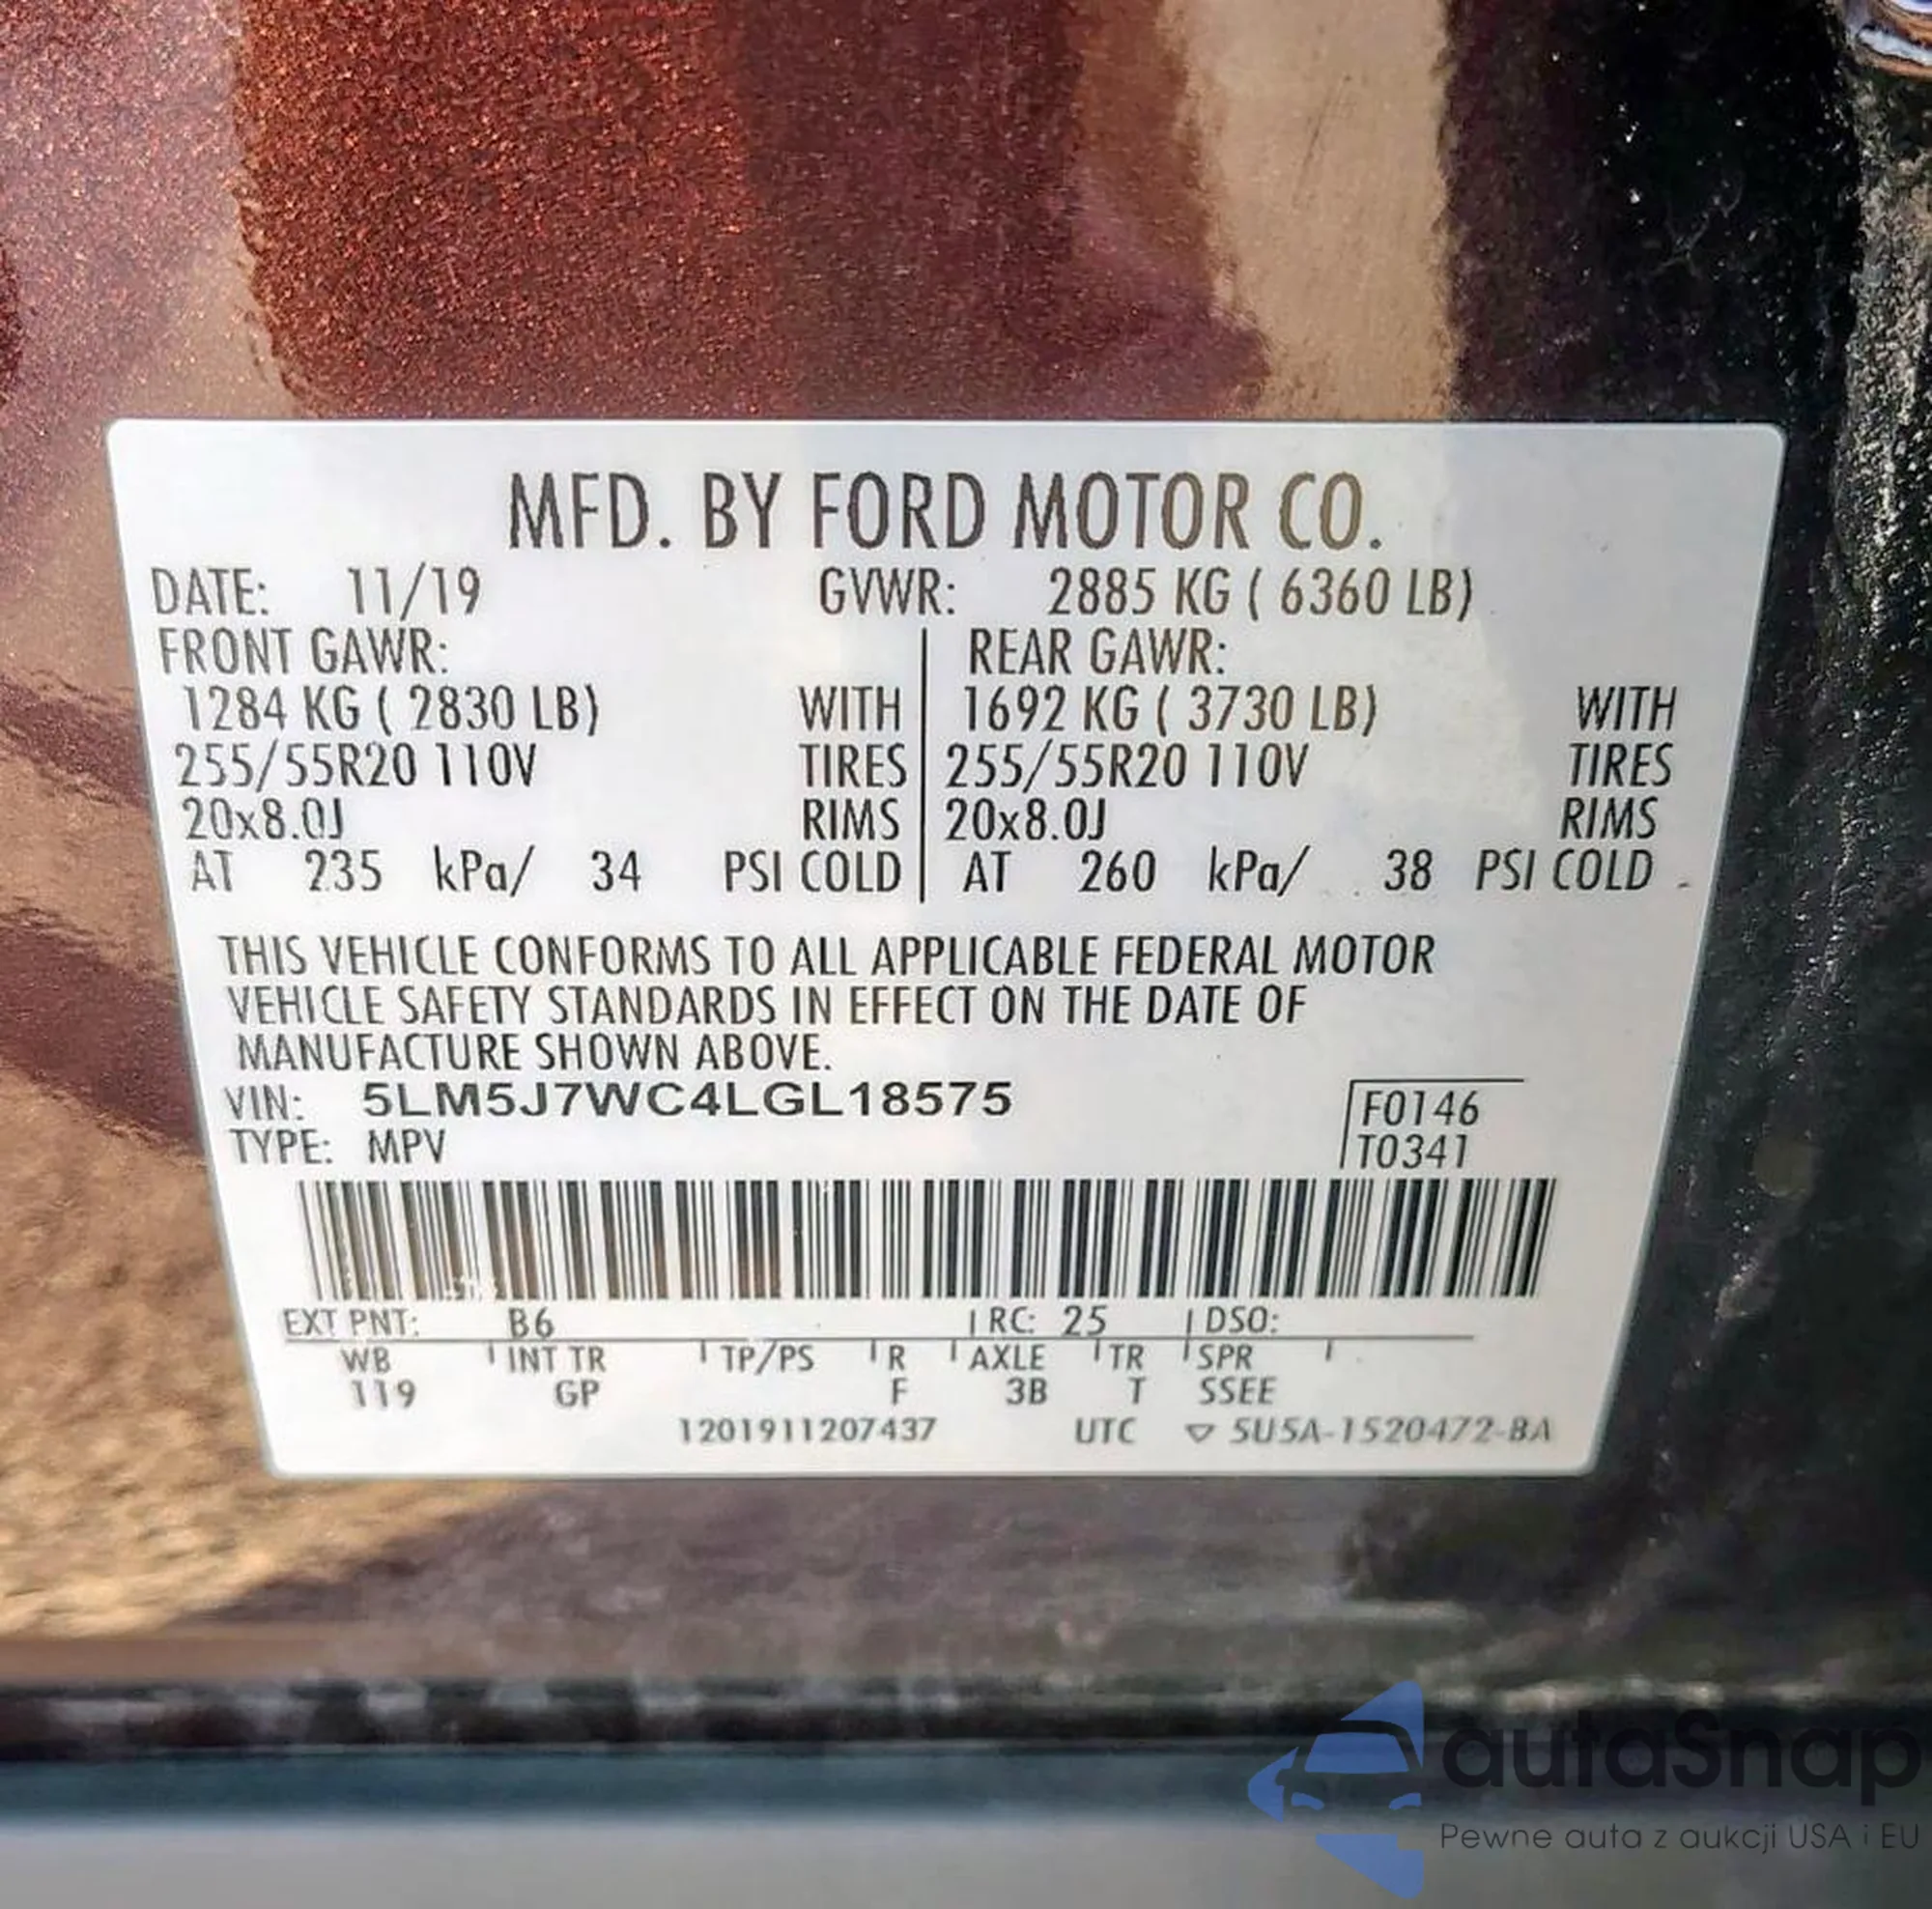 MFD. BY FORD MOTOR CO.
DATE: 11/19 GVWR: 2885 KG ( 6360 LB)
FRONT GAWR: REAR GAWR:
1284 KG ( 2830 LB) WITH 1692 KG ( 3730 LB) WITH
255/55R20 110V TIRES 255/55R20 110V TIRES
20x8.0J RIMS 20x8.0J RIMS
AT 235 kPa/ 34 PSI COLD AT 260 kPa/ 38 PSI COLD
THIS VEHICLE CONFORMS TO ALL APPLICABLE FEDERAL MOTOR
VEHICLE SAFETY STANDARDS IN EFFECT ON THE DATE OF
MANUFACTURE SHOWN ABOVE.
VIN: 5LM5J7WC4LGL18575 F0146
TYPE: MPV T0341
EXT PNT: B6 RC: 25 DSO:
WB INT TR TP/PS R AXLE TR SPR
119 GP F 3B T SSEE
1201911207437 UTC ▽ 5U5A-1520472-BA
autaSnap
Pewne auta z aukcji USA i EU